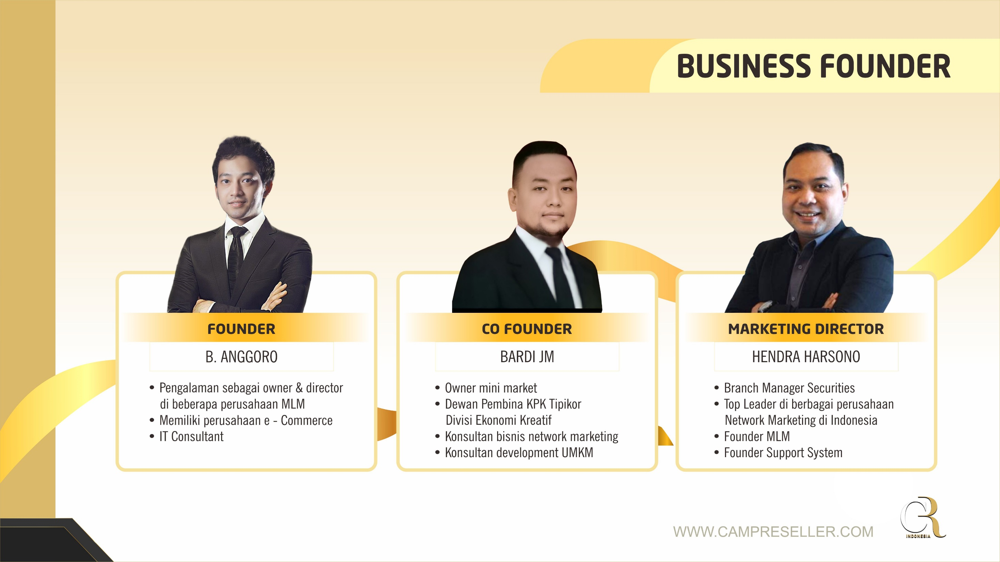 BUSINESS FOUNDER
FOUNDER
B. ANGGORO
• Pengalaman sebagai owner & director
di beberapa perusahaan MLM
• Memiliki perusahaan e - Commerce
• IT Consultant
CO FOUNDER
BARDI JM
• Owner mini market
• Dewan Pembina KPK Tipikor
Divisi Ekonomi Kreatif
• Konsultan bisnis network marketing
• Konsultan development UMKM
MARKETING DIRECTOR
HENDRA HARSONO
• Branch Manager Securities
• Top Leader di berbagai perusahaan
Network Marketing di Indonesia
• Founder MLM
• Founder Support System
WWW.CAMPRESELLER.COM
CR
INDONESIA